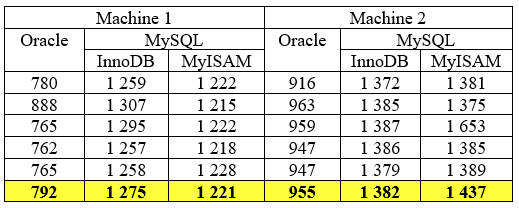 Machine 1 Machine 2
Oracle MySQL Oracle MySQL
InnoDB MyISAM InnoDB MyISAM
780 1 259 1 222 916 1 372 1 381
888 1 307 1 215 963 1 385 1 375
765 1 295 1 222 959 1 387 1 653
762 1 257 1 218 947 1 386 1 385
765 1 258 1 228 947 1 379 1 389
792 1 275 1 221 955 1 382 1 437